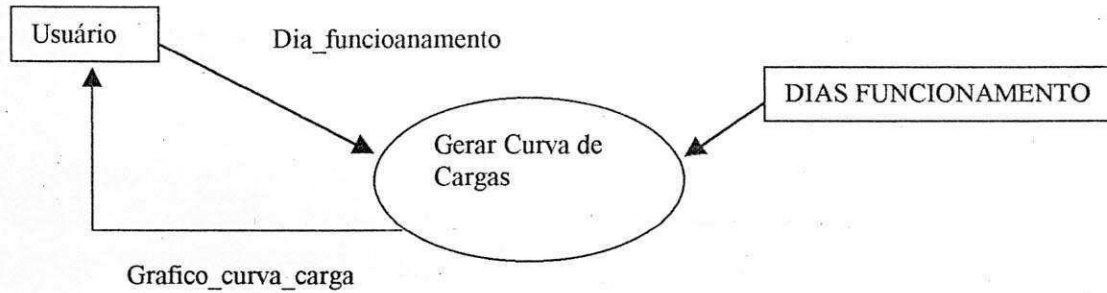 Usuário
Dia_funcioanamento
DIAS FUNCIONAMENTO
Gerar Curva de
Cargas
Grafico_curva_carga